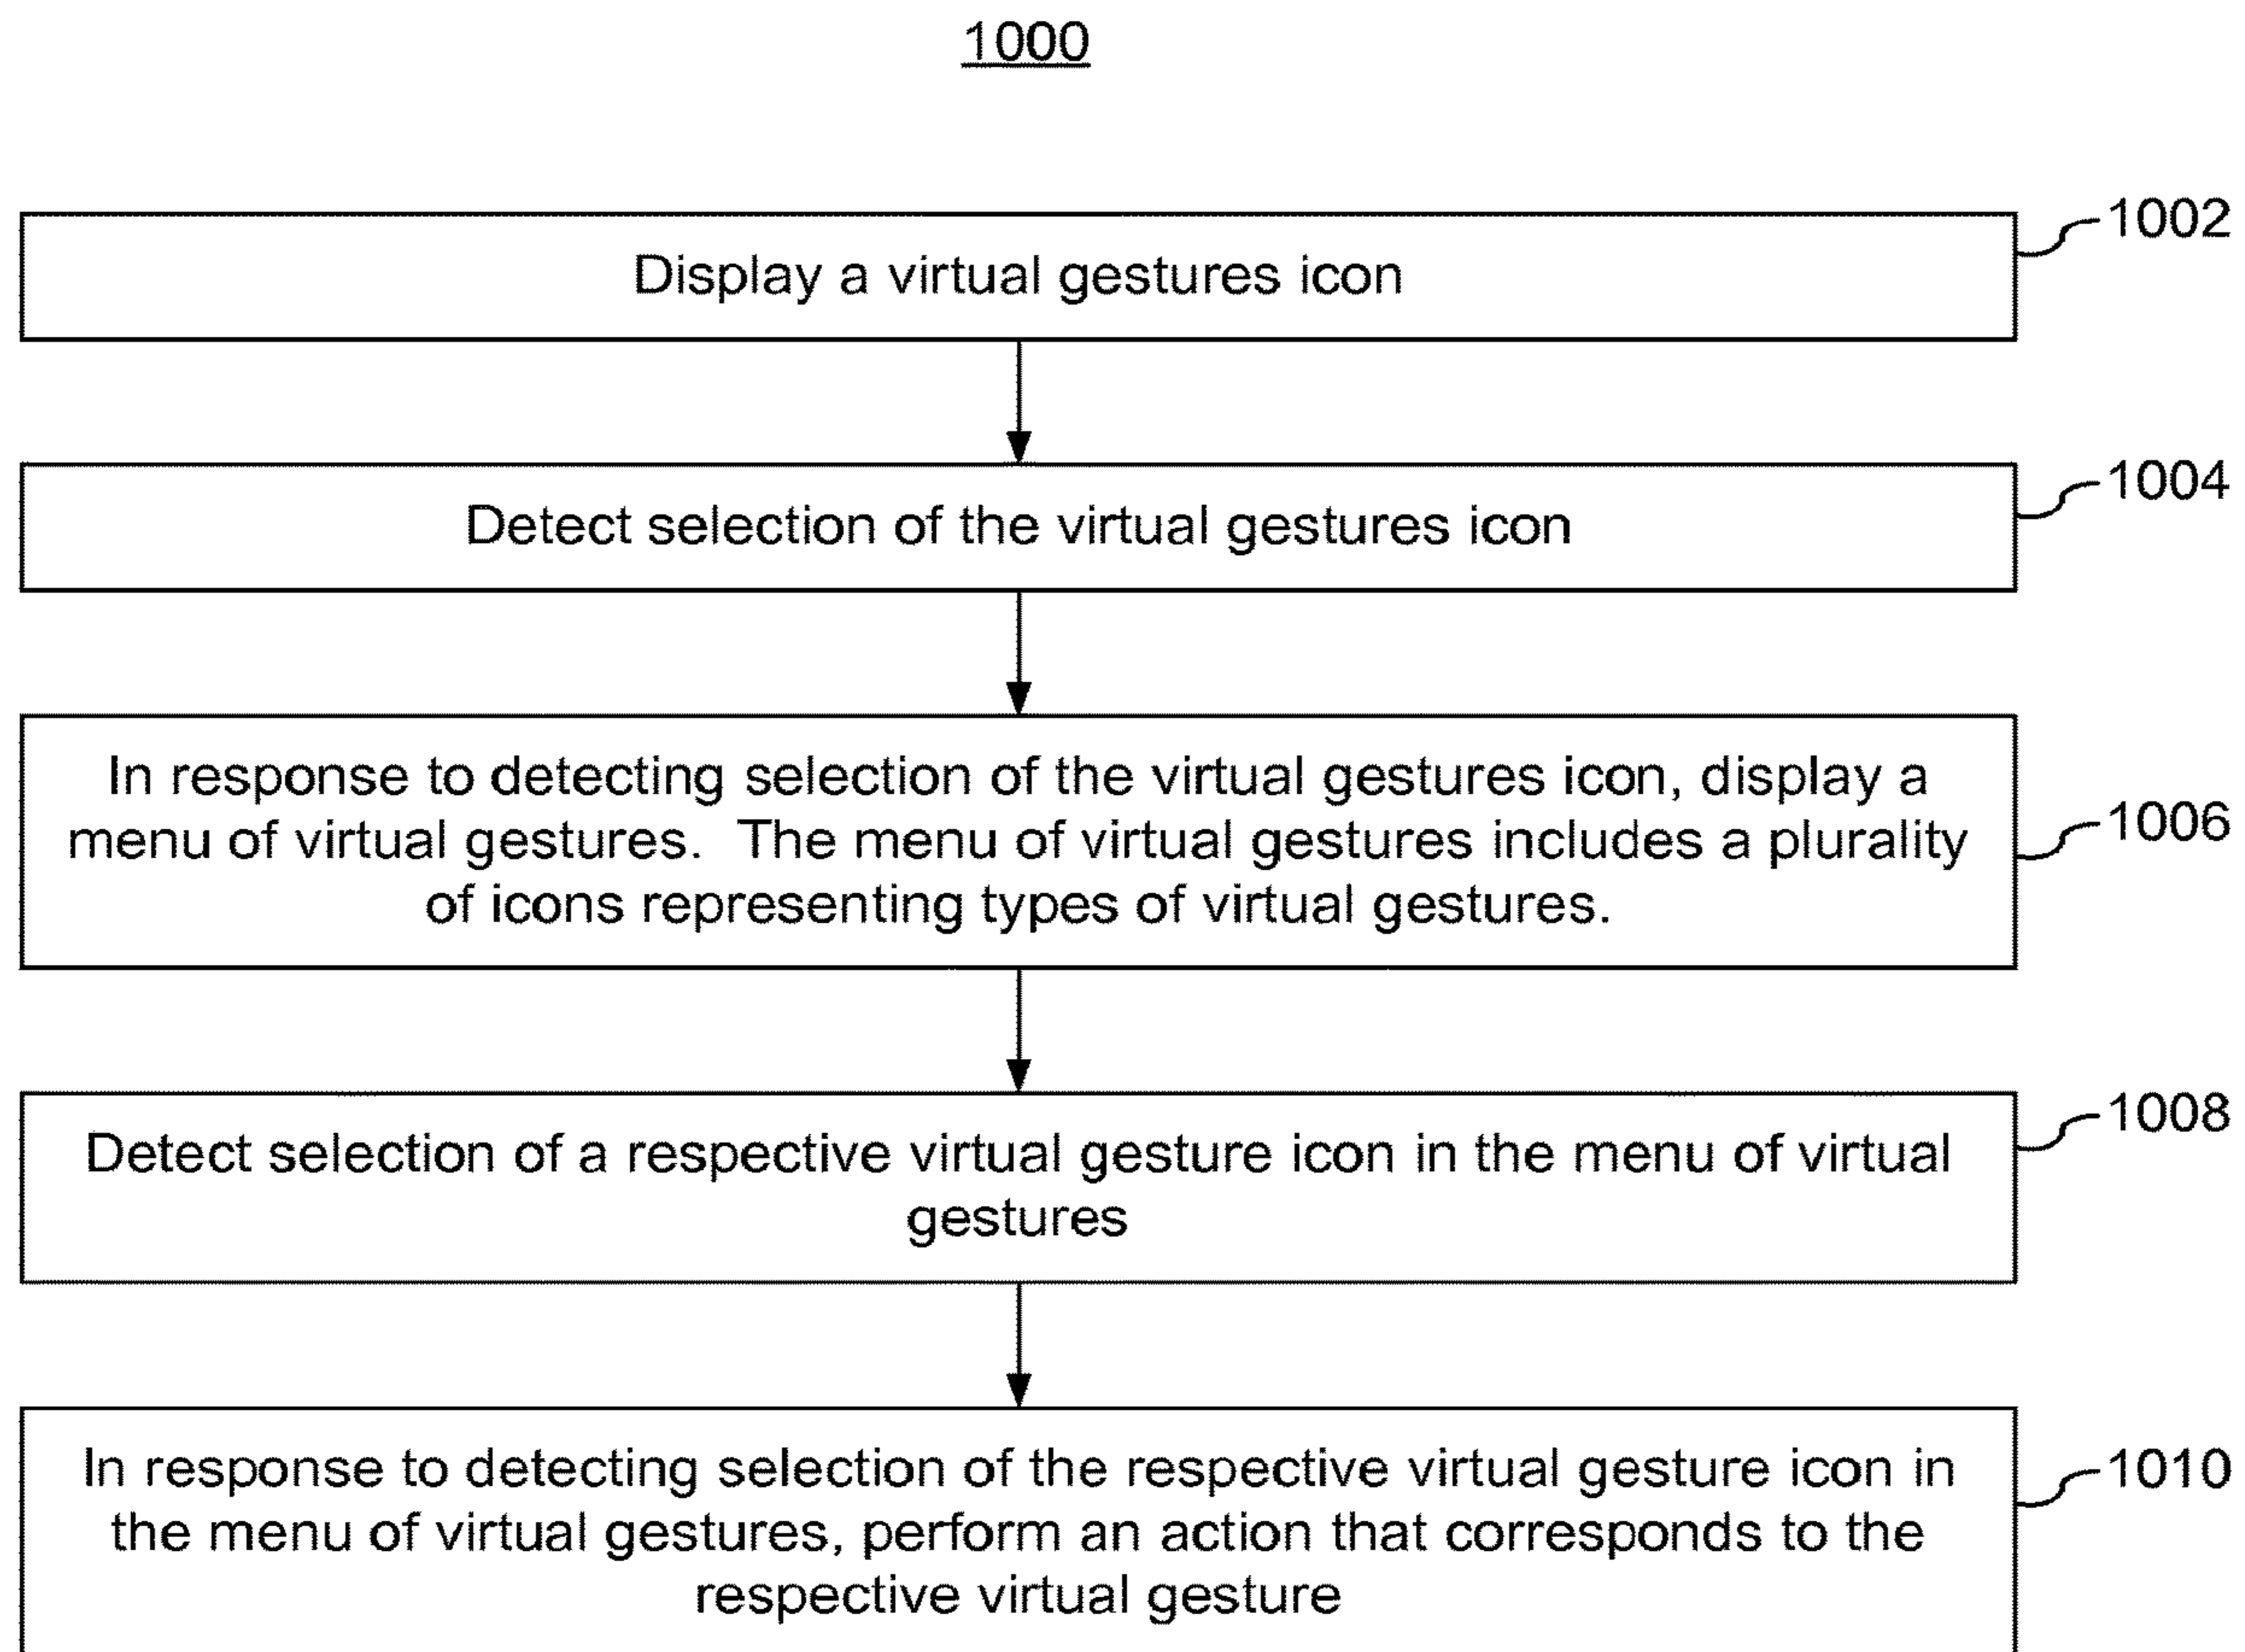 1000
Display a virtual gestures icon
1002
Detect selection of the virtual gestures icon
1004
In response to detecting selection of the virtual gestures icon, display a
menu of virtual gestures.  The menu of virtual gestures includes a plurality
of icons representing types of virtual gestures.
1006
Detect selection of a respective virtual gesture icon in the menu of virtual
gestures
1008
In response to detecting selection of the respective virtual gesture icon in
the menu of virtual gestures, perform an action that corresponds to the
respective virtual gesture
1010